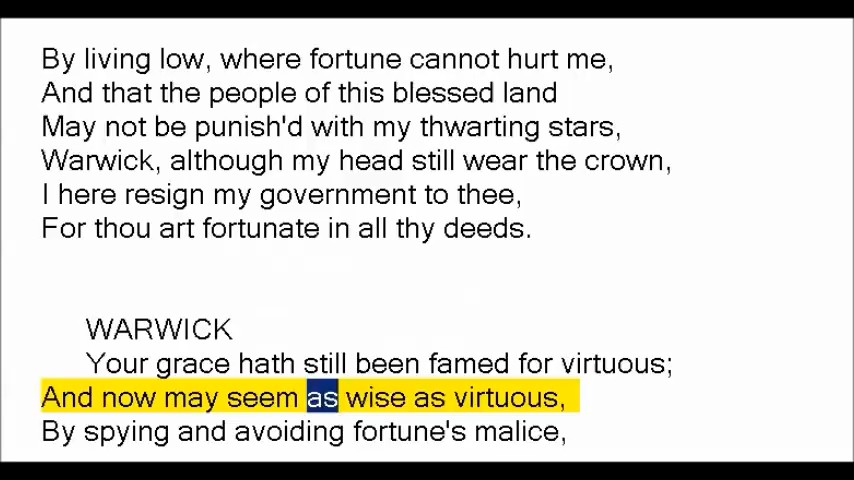 By living low, where fortune cannot hurt me,
And that the people of this blessed land
May not be punish'd with my thwarting stars,
Warwick, although my head still wear the crown,
I here resign my government to thee,
For thou art fortunate in all thy deeds.
WARWICK
Your grace hath still been famed for virtuous;
And now may seem as wise as virtuous,
By spying and avoiding fortune's malice,